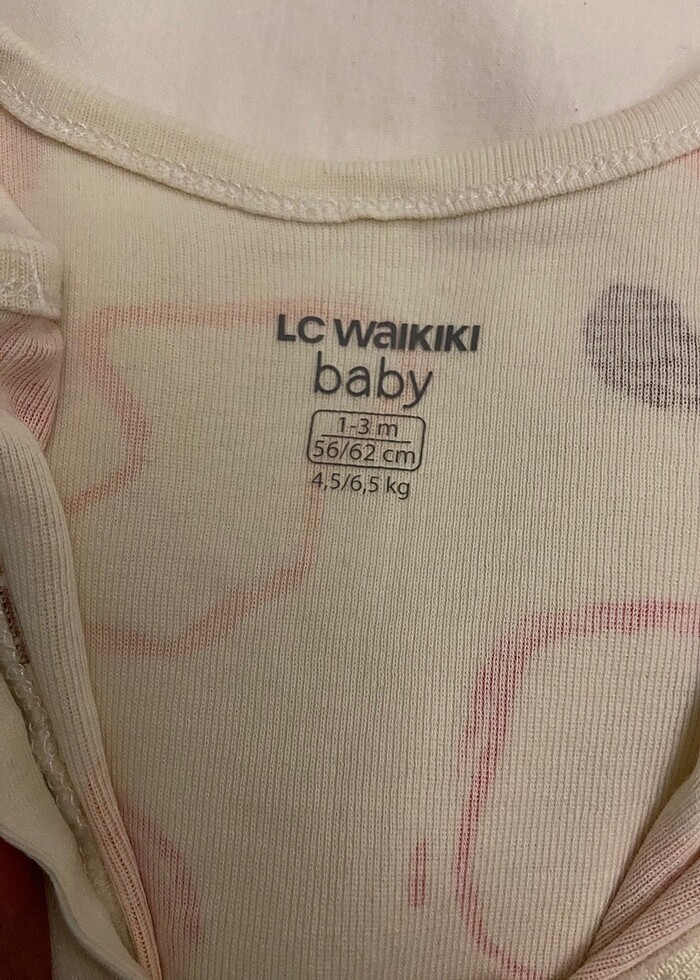 LC WAIKIKI
baby
1-3 m
56/62 cm
4,5/6,5 kg